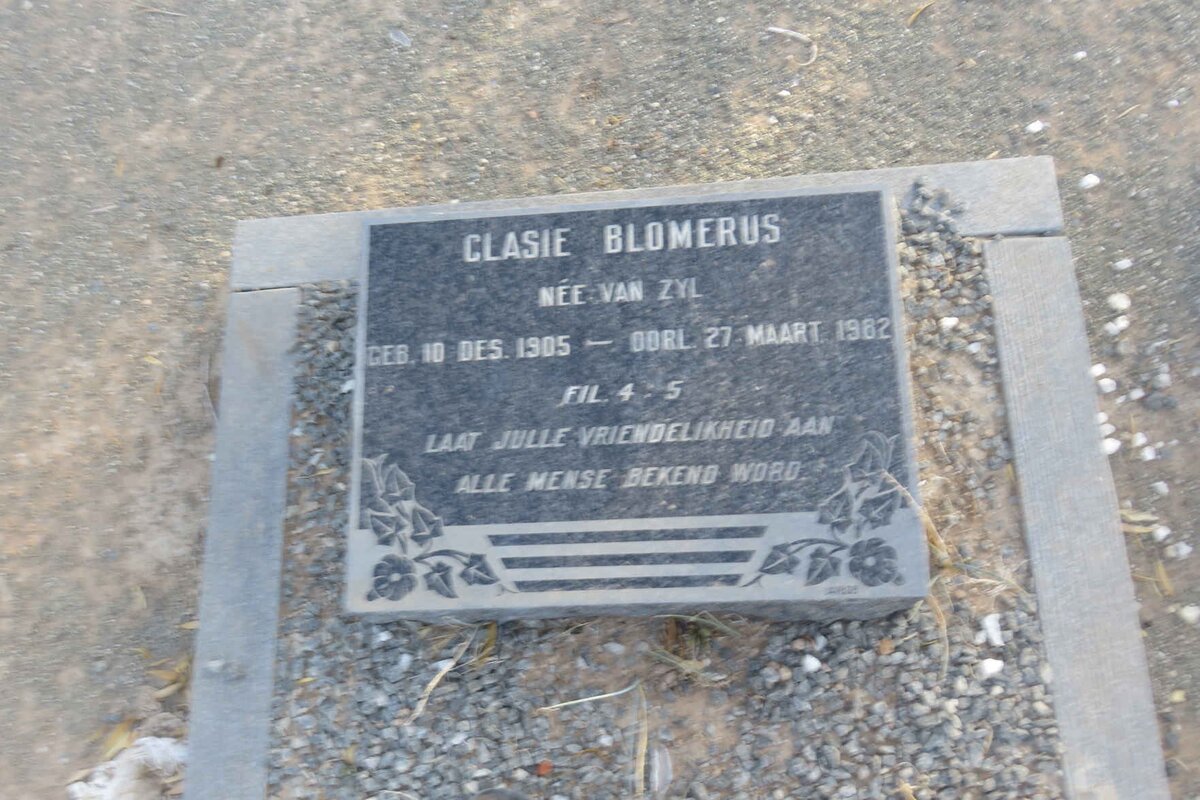 CLASIE BLOMERUS
NÉE VAN ZYL
GEB. 10 DES. 1905 — OORL. 27 MAART 1982
FIL. 4 : 5
LAAT JULLE VRIENDELIKHEID AAN
ALLE MENSE BEKEND WORD.